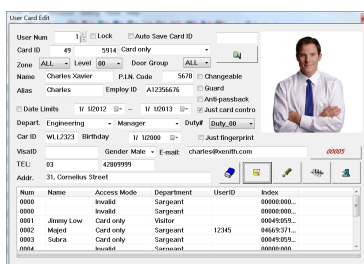 User Card Edit
User Num 1 Lock Auto Save Card ID
Card ID 49 5914 Card only
Zone ALL Level 00 Door Group ALL
Name Charles Xavier P.I.N. Code 5678 Changeable
Alias Charles Employ ID A12356676 Guard
Anti-passback
Date Limits 1/ 1/2012 - 1/ 1/2013 Just card contro
Depart. Engineering Manager Duty# Duty_00
Car ID WLL2323 Birthday 1/ 1/2000 Just fingerprint
VisaID Gender Male E-mail: charles@xenith.com 00005
TEL: 03 42809999
Addr. 31, Cornelius Street
Num Name Access Mode Department UserID Index
0000 Invalid Sargeant 00000:000...
0000 Invalid Sargeant 00000:000...
0001 Jimmy Low Card only Visitor 00049:059...
0002 Majed Card only Sargeant 12345 04669:371...
0003 Subra Card only Sargeant 00049:059...
0000 Invalid Sargeant 00000:000...